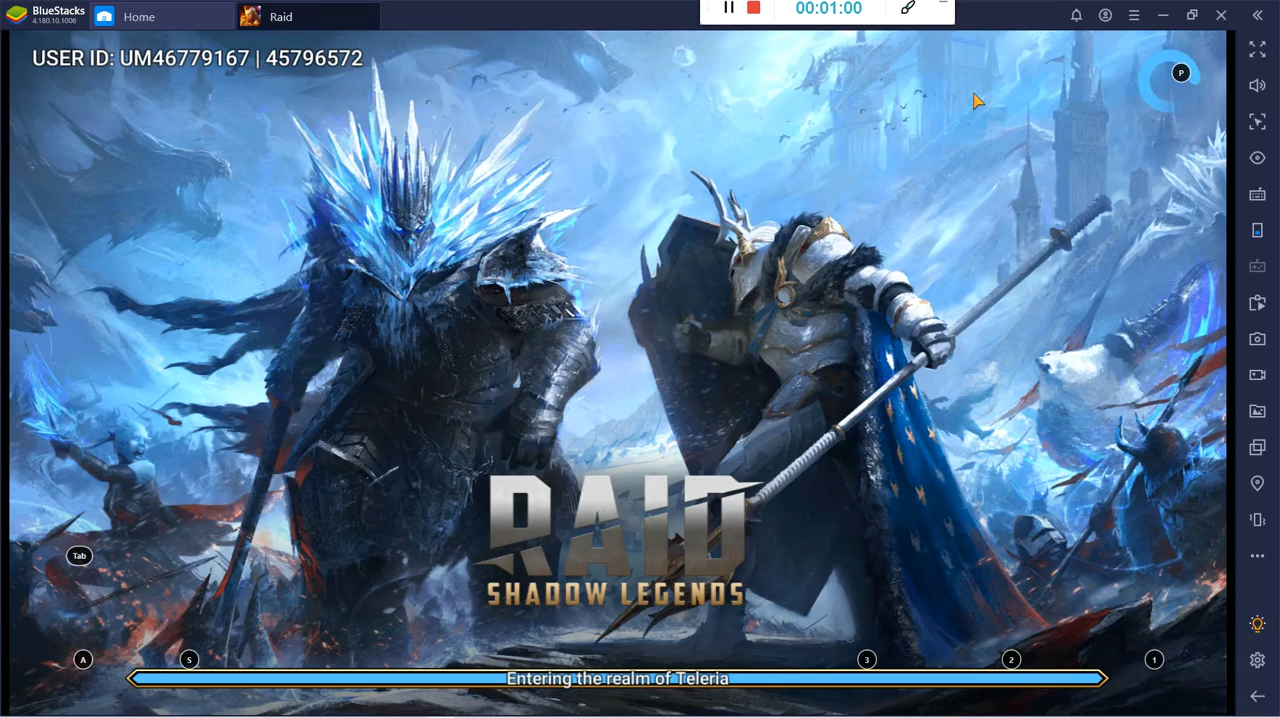 BlueStacks
4.180.10.1006
Home
Raid
00:01:00
USER ID: UM46779167 | 45796572
P
RAID
SHADOW LEGENDS
Tab
A
S
3
2
1
Entering the realm of Teleria